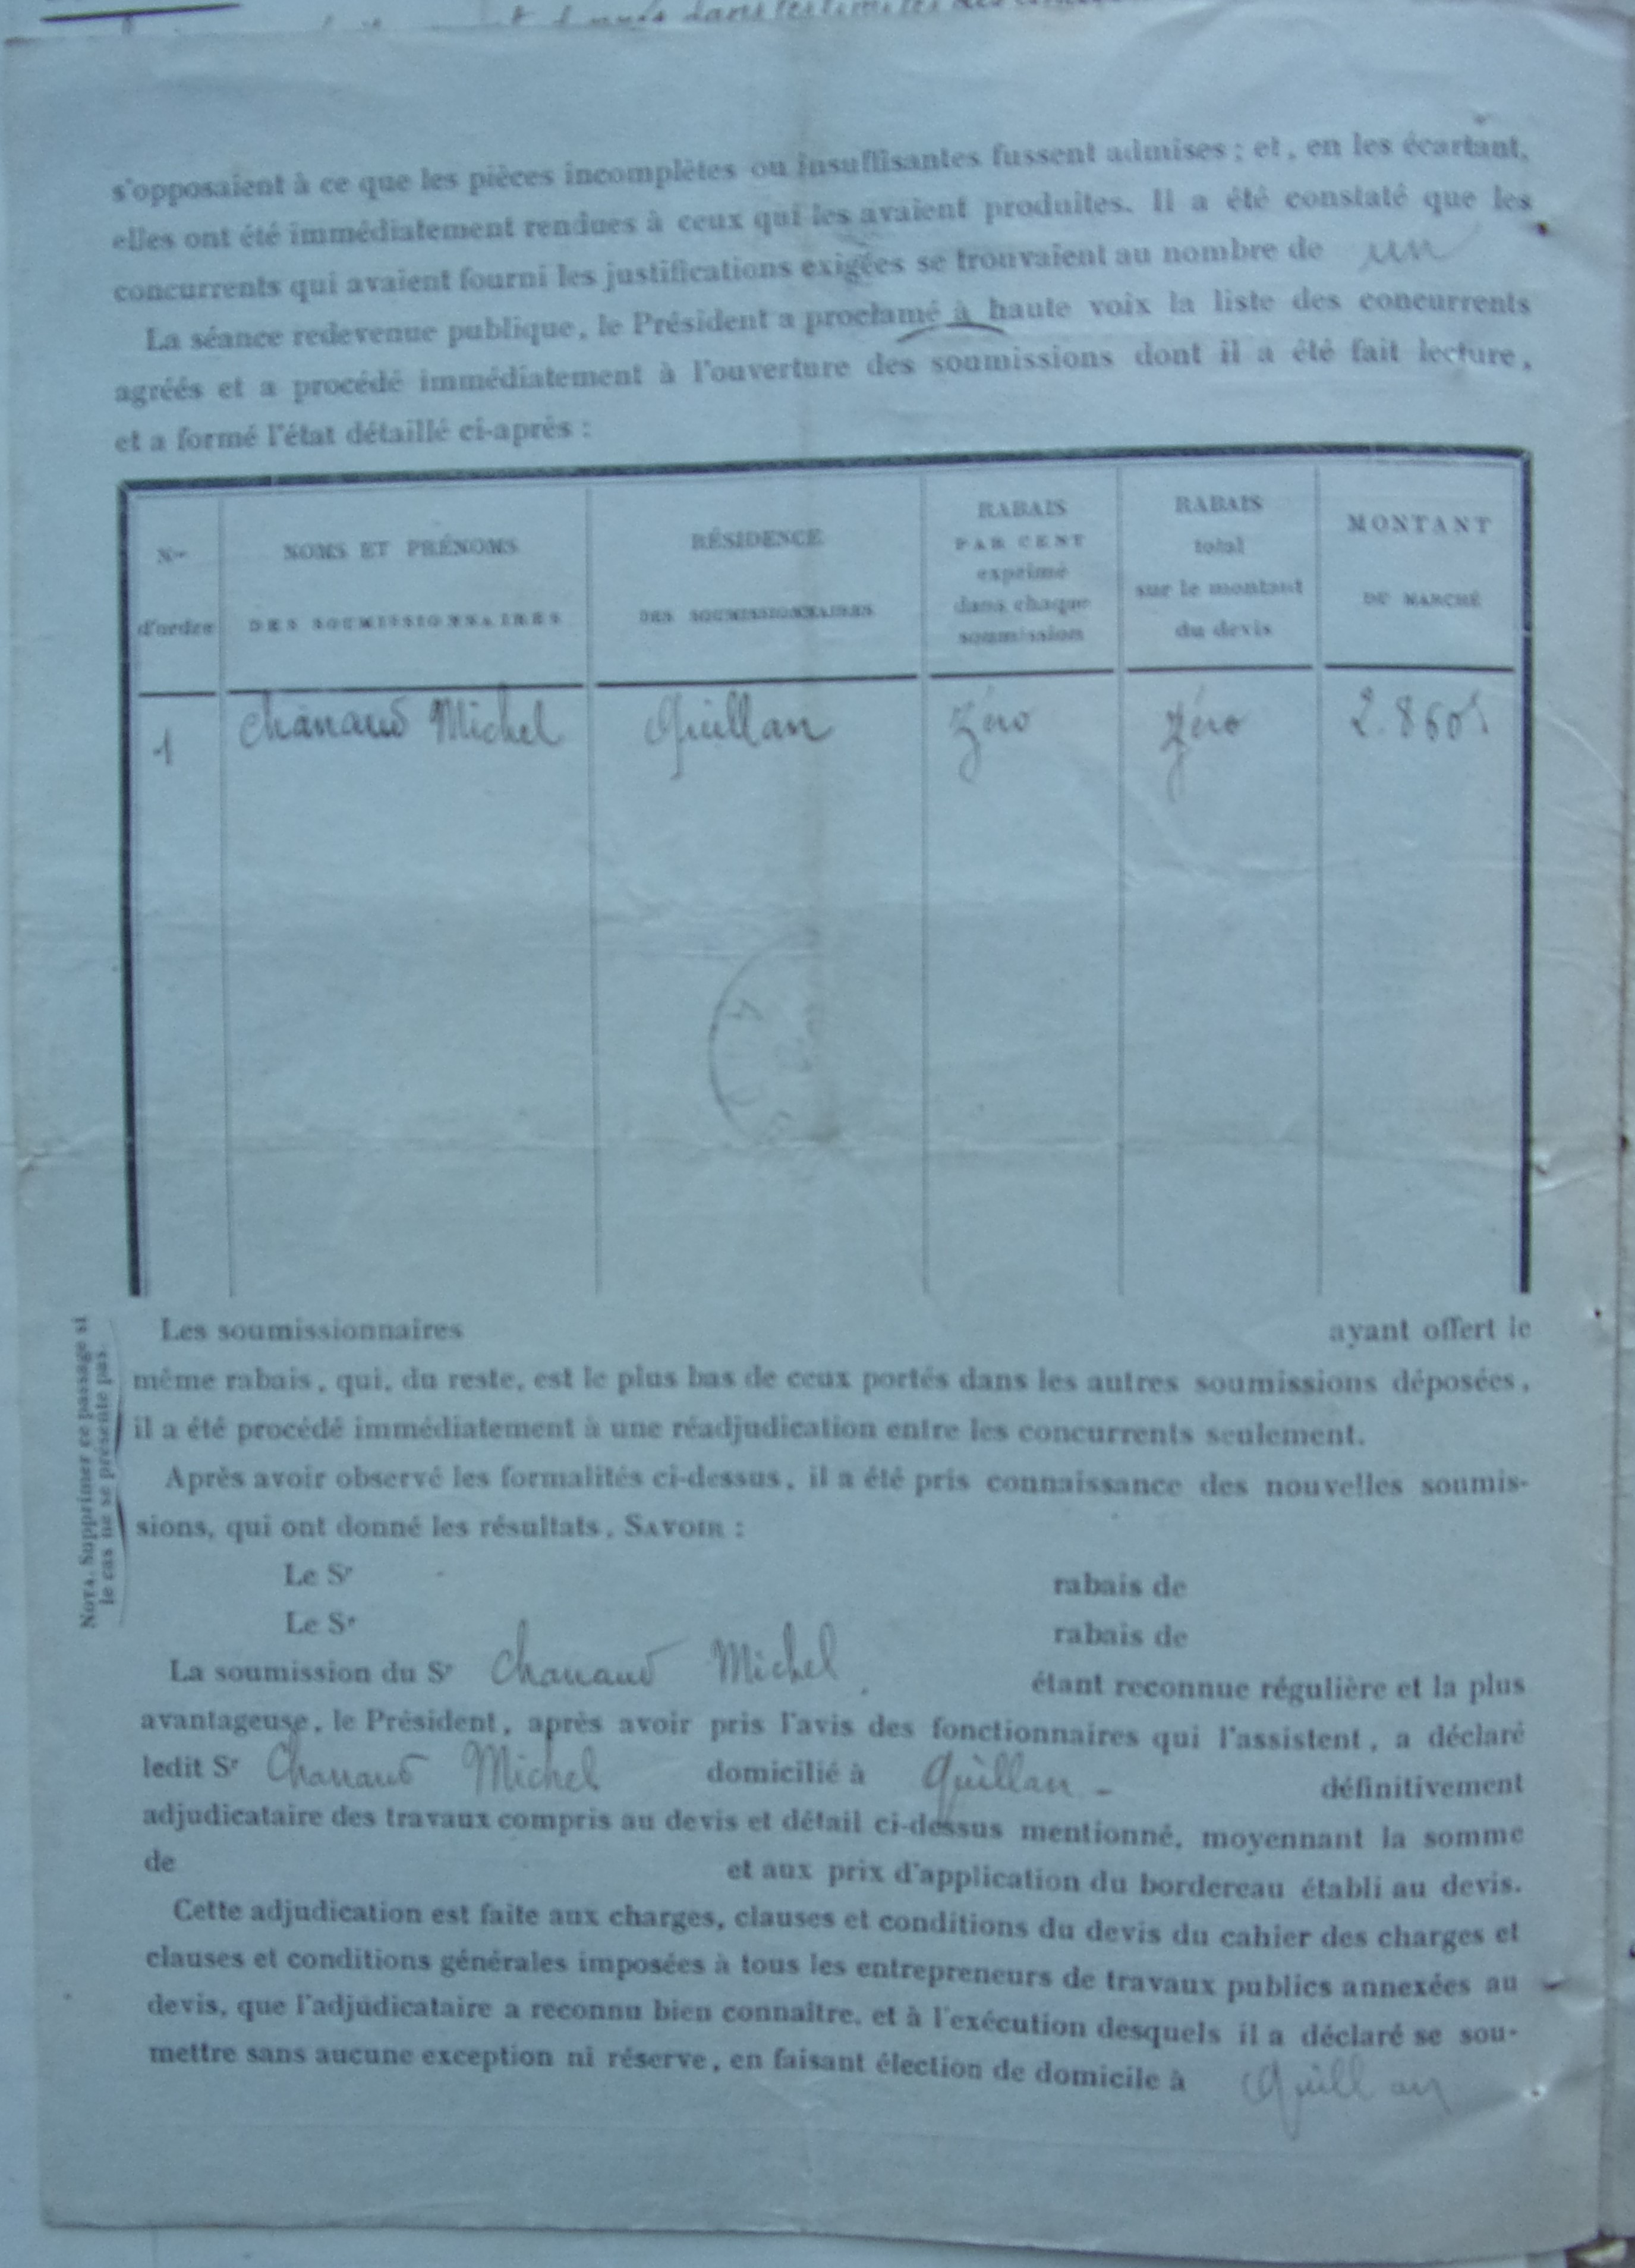 dans les limites des
s'opposaient à ce que les pièces incomplètes ou insuffisantes fussent admises ; et, en les écartant,
elles ont été immédiatement rendues à ceux qui les avaient produites. Il a été constaté que les
concurrents qui avaient fourni les justifications exigées se trouvaient au nombre de un
La séance redevenue publique, le Président a proclamé à haute voix la liste des concurrents
agréés et a procédé immédiatement à l'ouverture des soumissions dont il a été fait lecture,
et a formé l'état détaillé ci-après :
Nos
d'ordre
NOMS ET PRÉNOMS
DES SOUMISSIONNAIRES
RÉSIDENCE
DES SOUMISSIONNAIRES
RABAIS
PAR CENT
exprimé
dans chaque
soumission
RABAIS
total
sur le montant
du devis
MONTANT
DU MARCHÉ
1 Chanaud Michel Quillan Zéro Zéro 2.860f
Les soumissionnaires ayant offert le
même rabais, qui, du reste, est le plus bas de ceux portés dans les autres soumissions déposées,
il a été procédé immédiatement à une réadjudication entre les concurrents seulement.
Après avoir observé les formalités ci-dessus, il a été pris connaissance des nouvelles soumis-
sions, qui ont donné les résultats, SAVOIR :
NOTA. Supprimer ce passage si
le cas ne se présente pas.
Le Sr rabais de
Le Sr rabais de
La soumission du Sr Chanaud Michel étant reconnue régulière et la plus
avantageuse, le Président, après avoir pris l'avis des fonctionnaires qui l'assistent, a déclaré
ledit Sr Chanaud Michel domicilié à Quillan - définitivement
adjudicataire des travaux compris au devis et détail ci-dessus mentionné, moyennant la somme
de et aux prix d'application du bordereau établi au devis.
Cette adjudication est faite aux charges, clauses et conditions du devis du cahier des charges et
clauses et conditions générales imposées à tous les entrepreneurs de travaux publics annexées au
devis, que l'adjudicataire a reconnu bien connaître, et à l'exécution desquels il a déclaré se sou-
mettre sans aucune exception ni réserve, en faisant élection de domicile à Quillan